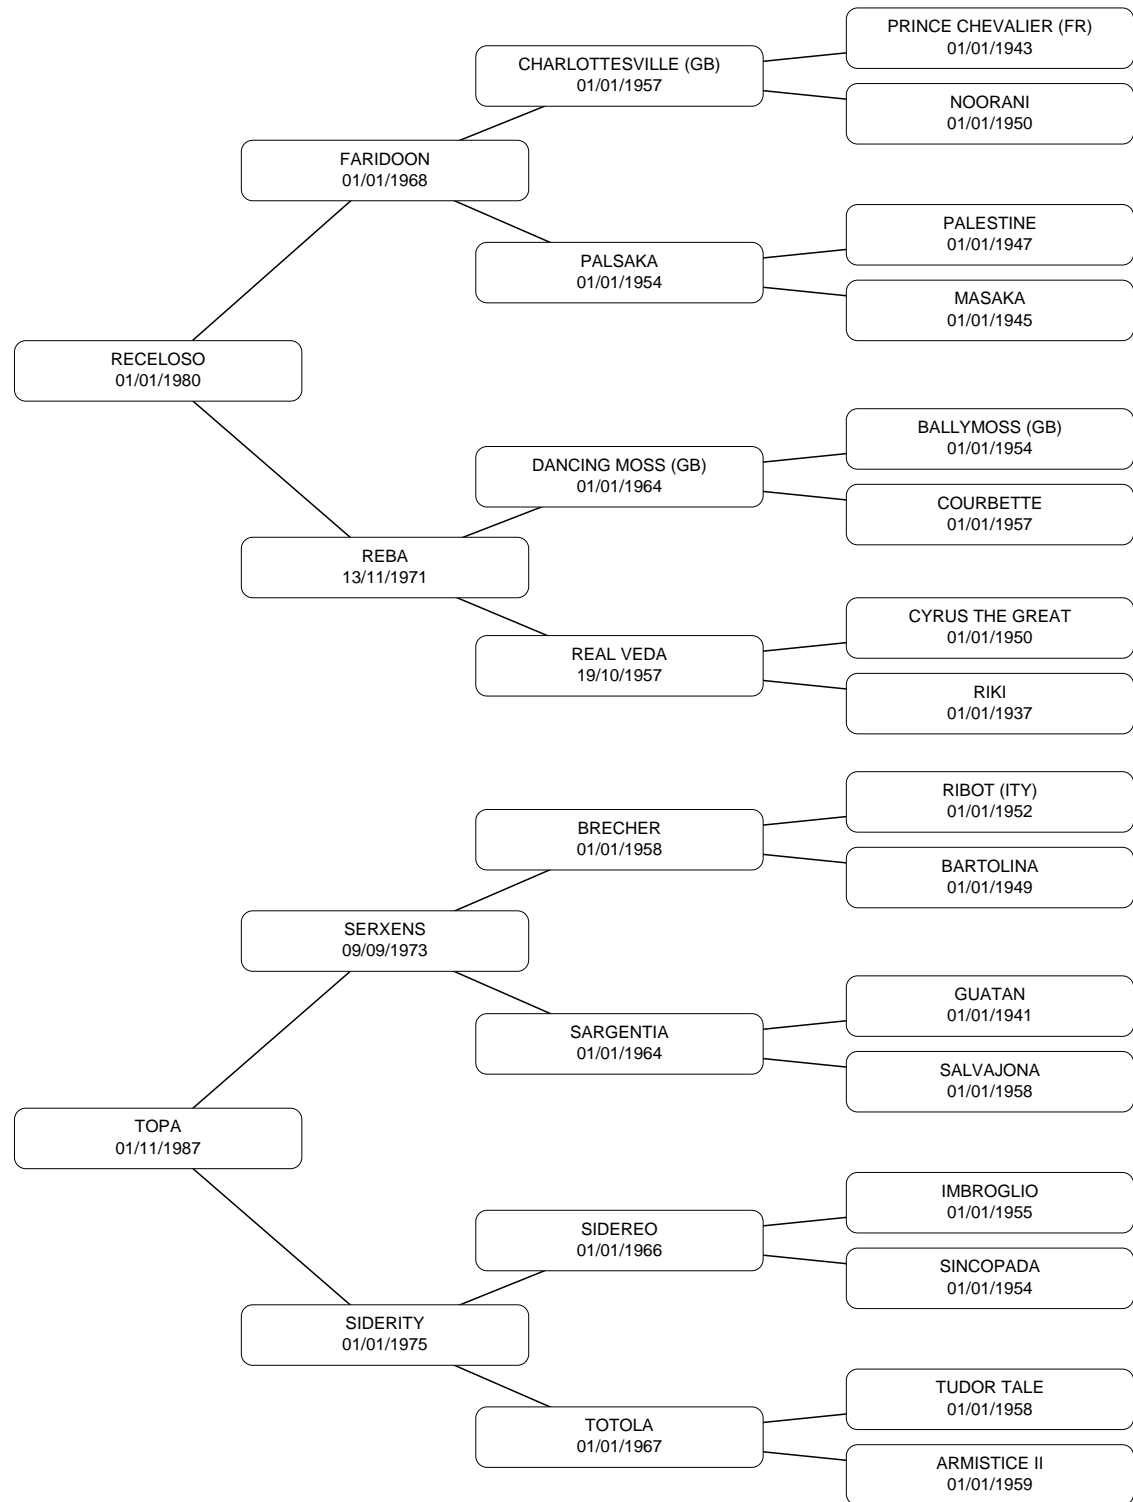 PRINCE CHEVALIER (FR)
01/01/1943
CHARLOTTESVILLE (GB)
01/01/1957
NOORANI
01/01/1950
FARIDOON
01/01/1968
PALESTINE
01/01/1947
PALSAKA
01/01/1954
MASAKA
01/01/1945
RECELOSO
01/01/1980
BALLYMOSS (GB)
01/01/1954
DANCING MOSS (GB)
01/01/1964
COURBETTE
01/01/1957
REBA
13/11/1971
CYRUS THE GREAT
01/01/1950
REAL VEDA
19/10/1957
RIKI
01/01/1937
RIBOT (ITY)
01/01/1952
BRECHER
01/01/1958
BARTOLINA
01/01/1949
SERXENS
09/09/1973
GUATAN
01/01/1941
SARGENTIA
01/01/1964
SALVAJONA
01/01/1958
TOPA
01/11/1987
IMBROGLIO
01/01/1955
SIDEREO
01/01/1966
SINCOPADA
01/01/1954
SIDERITY
01/01/1975
TUDOR TALE
01/01/1958
TOTOLA
01/01/1967
ARMISTICE II
01/01/1959